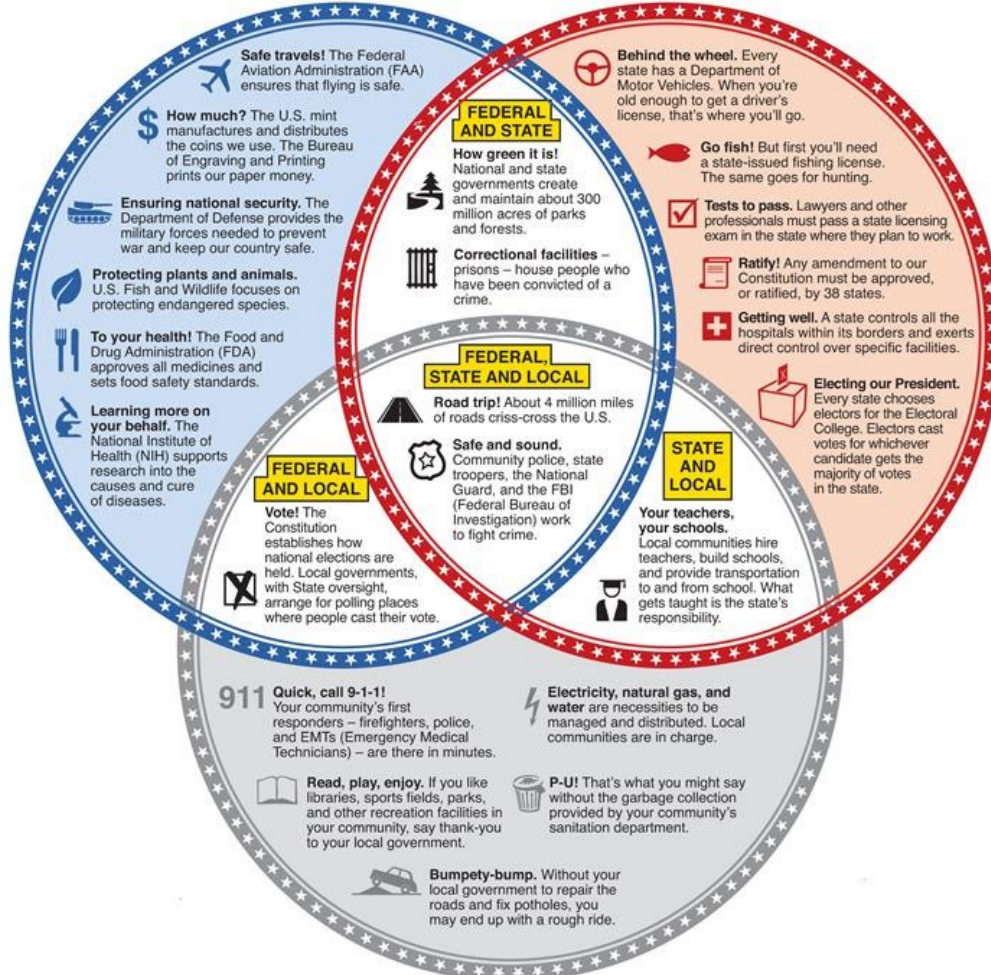 Safe travels! The Federal
Aviation Administration (FAA)
ensures that flying is safe.
$
How much? The U.S. mint
manufactures and distributes
the coins we use. The Bureau
of Engraving and Printing
prints our paper money.
Ensuring national security. The
Department of Defense provides the
military forces needed to prevent
war and keep our country safe.
Protecting plants and animals.
U.S. Fish and Wildlife focuses on
protecting endangered species.
To your health! The Food and
Drug Administration (FDA)
approves all medicines and
sets food safety standards.
Learning more on
your behalf. The
National Institute of
Health (NIH) supports
research into the
causes and cure
of diseases.
FEDERAL
AND STATE
How green it is!
National and state
governments create
and maintain about 300
million acres of parks
and forests.
Correctional facilities –
prisons – house people who
have been convicted of a
crime.
Behind the wheel. Every
state has a Department of
Motor Vehicles. When you're
old enough to get a driver's
license, that's where you'll go.
Go fish! But first you'll need
a state-issued fishing license.
The same goes for hunting.
Tests to pass. Lawyers and other
professionals must pass a state licensing
exam in the state where they plan to work.
Ratify! Any amendment to our
Constitution must be approved,
or ratified, by 38 states.
Getting well. A state controls all the
hospitals within its borders and exerts
direct control over specific facilities.
Electing our President.
Every state chooses
electors for the Electoral
College. Electors cast
votes for whichever
candidate gets the
majority of votes
in the state.
FEDERAL,
STATE AND LOCAL
Road trip! About 4 million miles
of roads criss-cross the U.S.
Safe and sound.
Community police, state
troopers, the National
Guard, and the FBI
(Federal Bureau of
Investigation) work
to fight crime.
FEDERAL
AND LOCAL
Vote! The
Constitution
establishes how
national elections are
held. Local governments,
with State oversight,
arrange for polling places
where people cast their vote.
STATE
AND
LOCAL
Your teachers,
your schools.
Local communities hire
teachers, build schools,
and provide transportation
to and from school. What
gets taught is the state's
responsibility.
911
Quick, call 9-1-1!
Your community's first
responders – firefighters, police,
and EMTs (Emergency Medical
Technicians) – are there in minutes.
Electricity, natural gas, and
water are necessities to be
managed and distributed. Local
communities are in charge.
Read, play, enjoy. If you like
libraries, sports fields, parks,
and other recreation facilities in
your community, say thank-you
to your local government.
P-U! That's what you might say
without the garbage collection
provided by your community's
sanitation department.
Bumpety-bump. Without your
local government to repair the
roads and fix potholes, you
may end up with a rough ride.